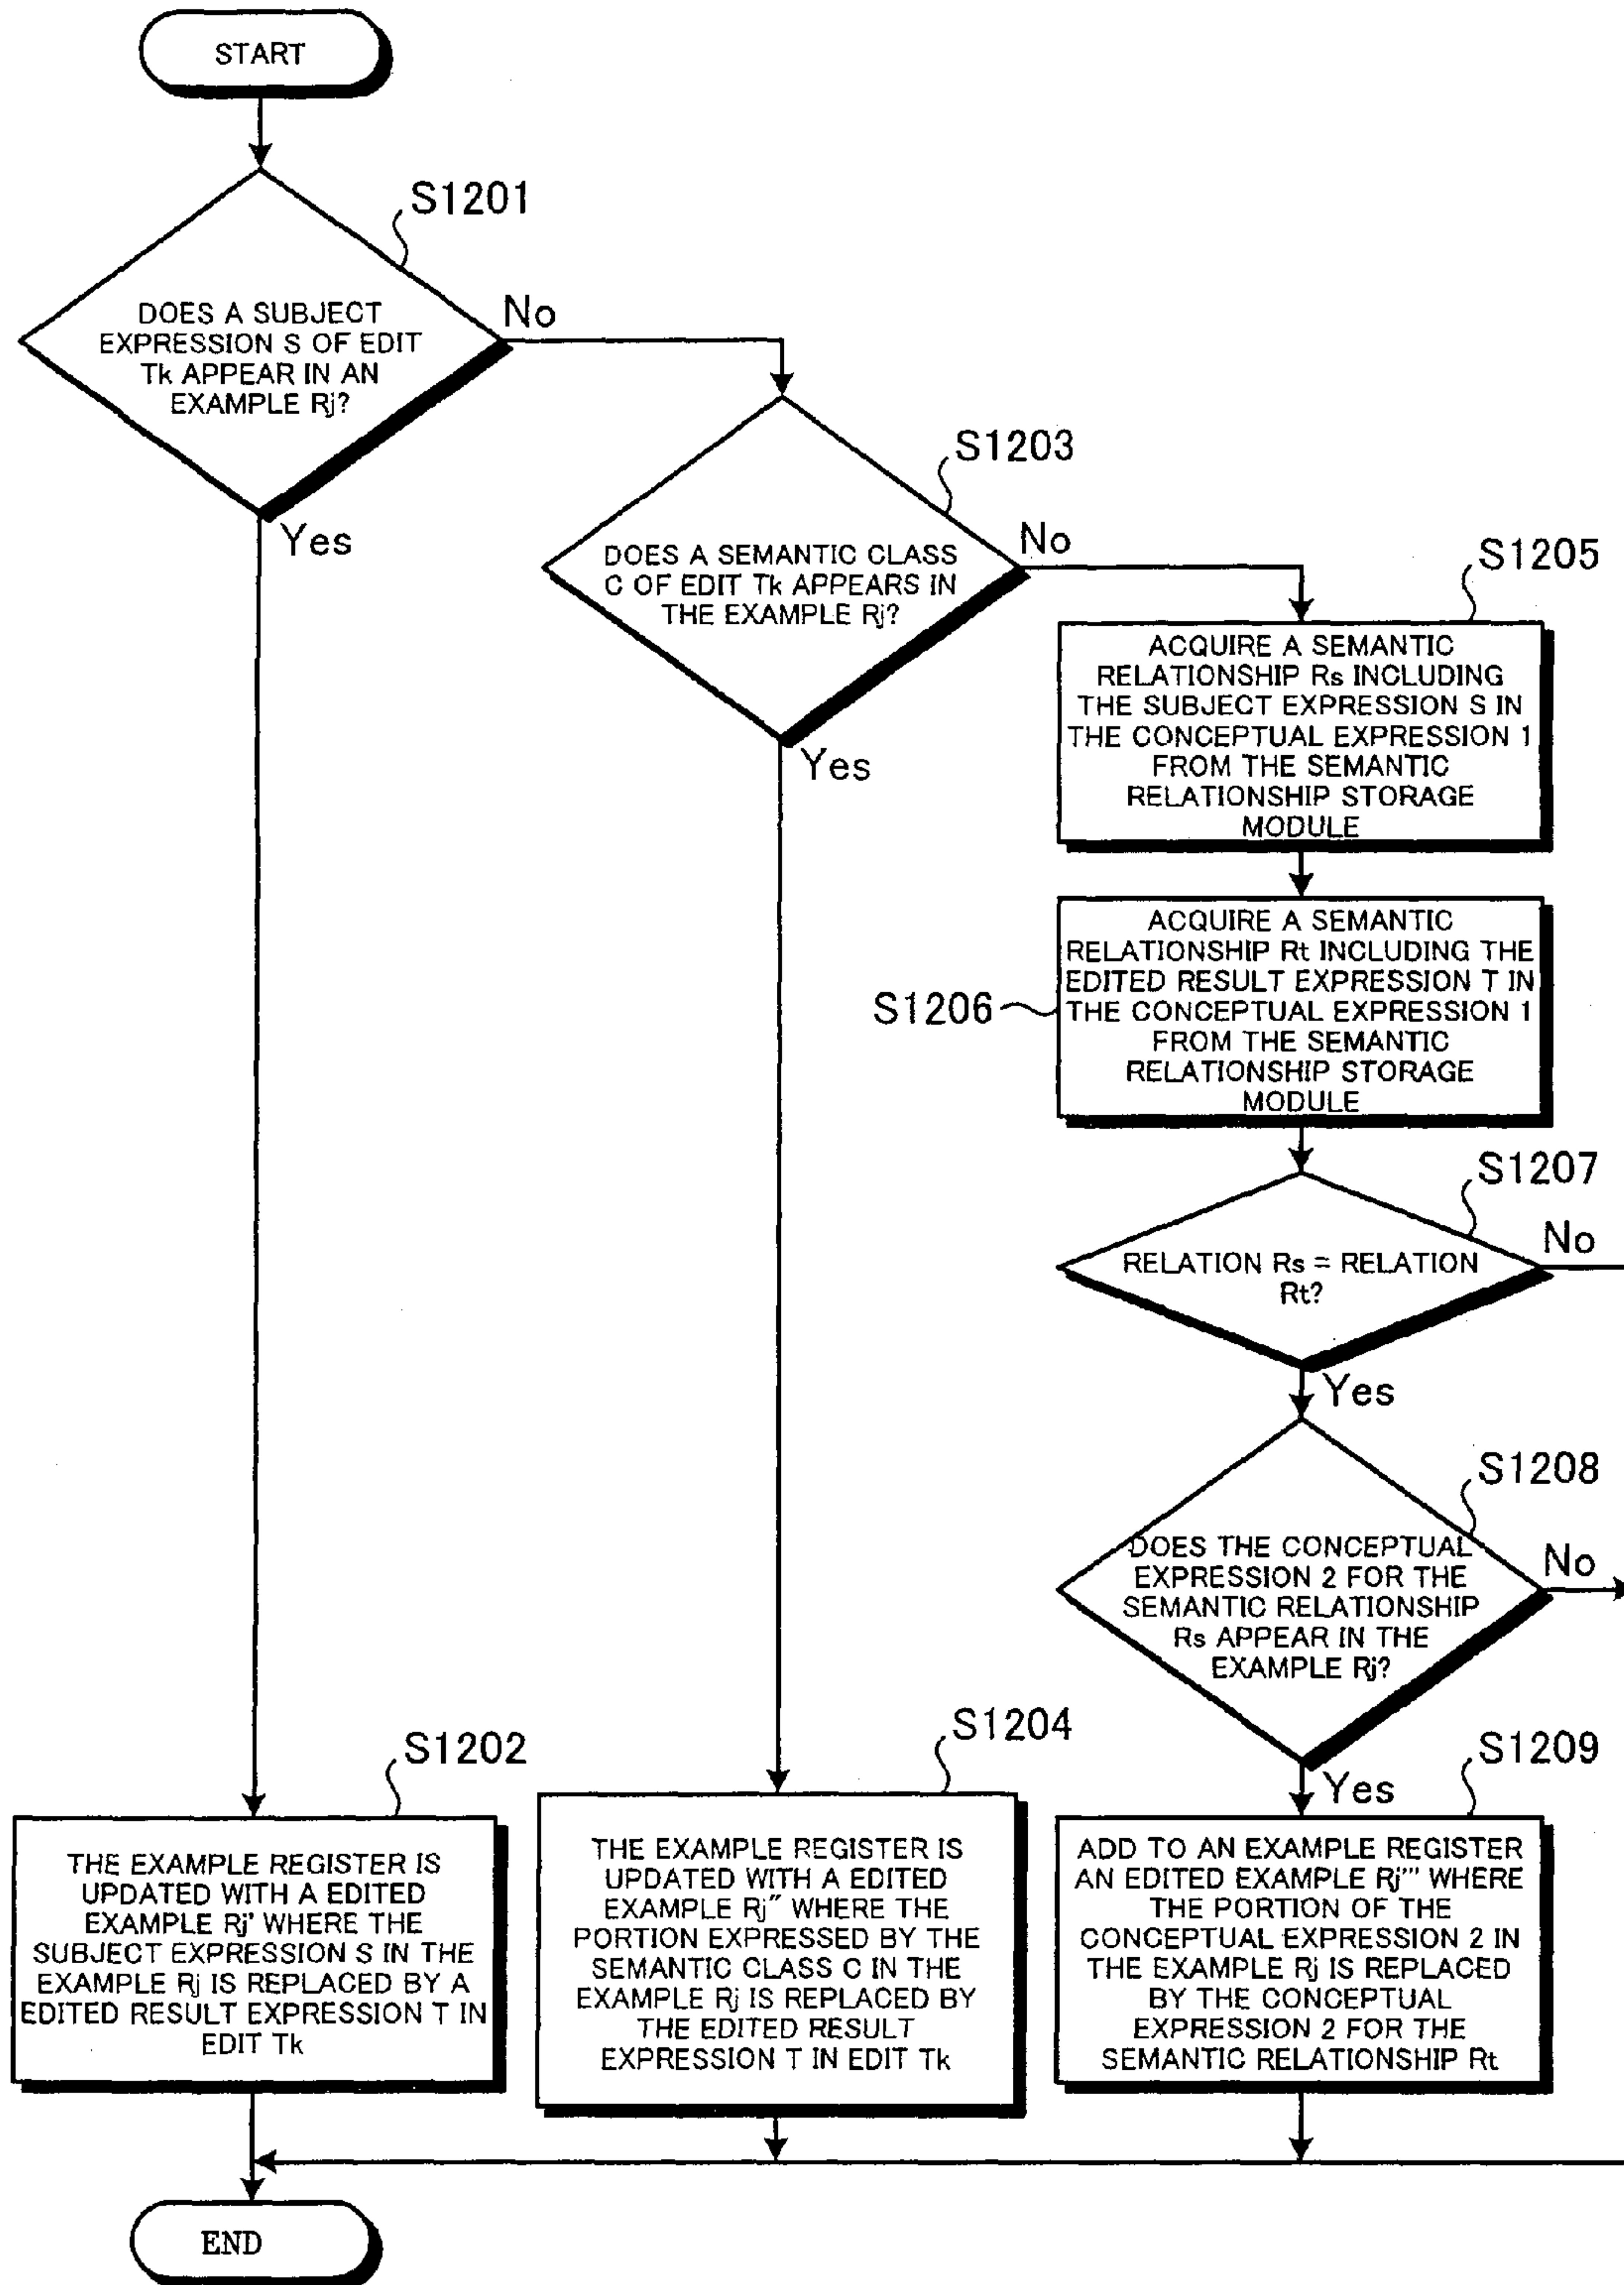 START
S1201
DOES A SUBJECT
EXPRESSION S OF EDIT
Tk APPEAR IN AN
EXAMPLE Rj?
No
Yes
S1203
DOES A SEMANTIC CLASS
C OF EDIT Tk APPEARS IN
THE EXAMPLE Rj?
No
Yes
S1205
ACQUIRE A SEMANTIC
RELATIONSHIP Rs INCLUDING
THE SUBJECT EXPRESSION S IN
THE CONCEPTUAL EXPRESSION 1
FROM THE SEMANTIC
RELATIONSHIP STORAGE
MODULE
S1206
ACQUIRE A SEMANTIC
RELATIONSHIP Rt INCLUDING THE
EDITED RESULT EXPRESSION T IN
THE CONCEPTUAL EXPRESSION 1
FROM THE SEMANTIC
RELATIONSHIP STORAGE
MODULE
S1207
RELATION Rs = RELATION
Rt?
No
Yes
S1208
DOES THE CONCEPTUAL
EXPRESSION 2 FOR THE
SEMANTIC RELATIONSHIP
Rs APPEAR IN THE
EXAMPLE Rj?
No
Yes
S1202
THE EXAMPLE REGISTER IS
UPDATED WITH A EDITED
EXAMPLE Rj' WHERE THE
SUBJECT EXPRESSION S IN THE
EXAMPLE Rj IS REPLACED BY A
EDITED RESULT EXPRESSION T IN
EDIT Tk
S1204
THE EXAMPLE REGISTER IS
UPDATED WITH A EDITED
EXAMPLE Rj'' WHERE THE
PORTION EXPRESSED BY THE
SEMANTIC CLASS C IN THE
EXAMPLE Rj IS REPLACED BY
THE EDITED RESULT
EXPRESSION T IN EDIT Tk
S1209
ADD TO AN EXAMPLE REGISTER
AN EDITED EXAMPLE Rj''' WHERE
THE PORTION OF THE
CONCEPTUAL EXPRESSION 2 IN
THE EXAMPLE Rj IS REPLACED
BY THE CONCEPTUAL
EXPRESSION 2 FOR THE
SEMANTIC RELATIONSHIP Rt
END